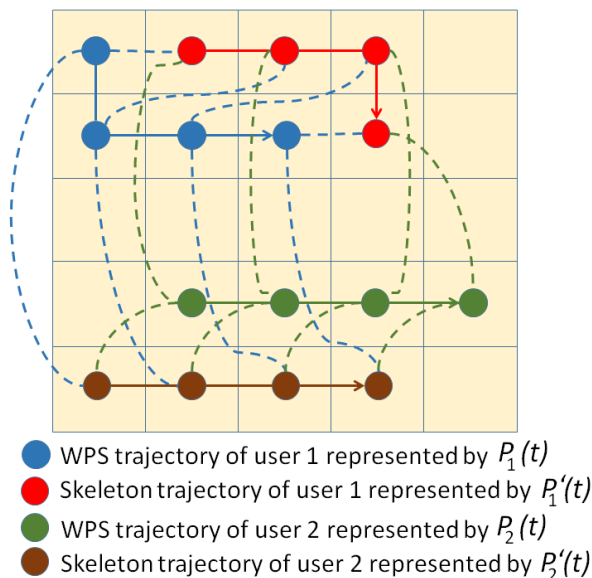 WPS trajectory of user 1 represented by P₁(t)
Skeleton trajectory of user 1 represented by P₁‘(t)
WPS trajectory of user 2 represented by P₂(t)
Skeleton trajectory of user 2 represented by P₂‘(t)